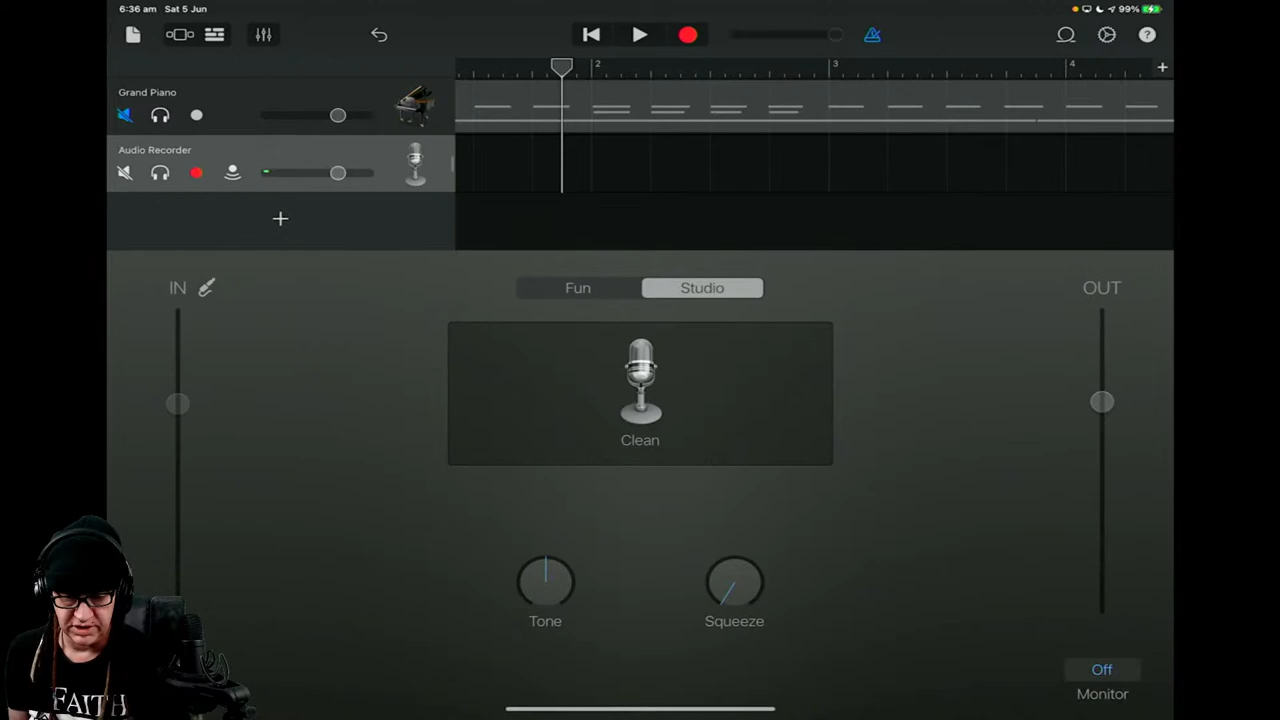 6:36 am Sat 5 Jun
99%
2
3
4
Grand Piano
Audio Recorder
IN
Fun
Studio
OUT
Clean
Tone
Squeeze
Off
Monitor
FAITH